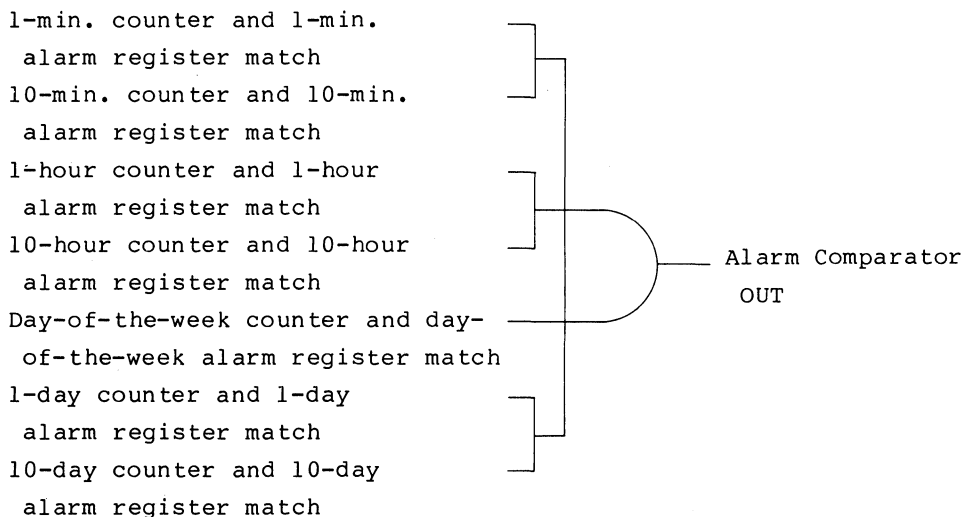 1-min. counter and 1-min.
alarm register match
10-min. counter and 10-min.
alarm register match
1-hour counter and 1-hour
alarm register match
10-hour counter and 10-hour
alarm register match
Day-of-the-week counter and day-
of-the-week alarm register match
1-day counter and 1-day
alarm register match
10-day counter and 10-day
alarm register match
Alarm Comparator
OUT